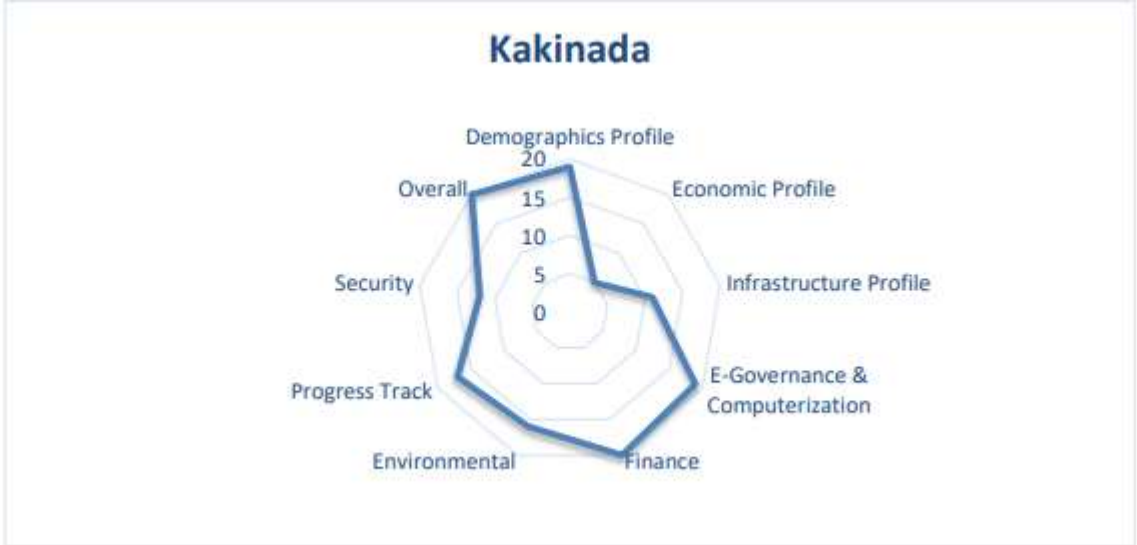 Kakinada
Demographics Profile
20
Overall
Economic Profile
15
10
Security
5
Infrastructure Profile
0
E-Governance &
Computerization
Progress Track
Environmental
Finance